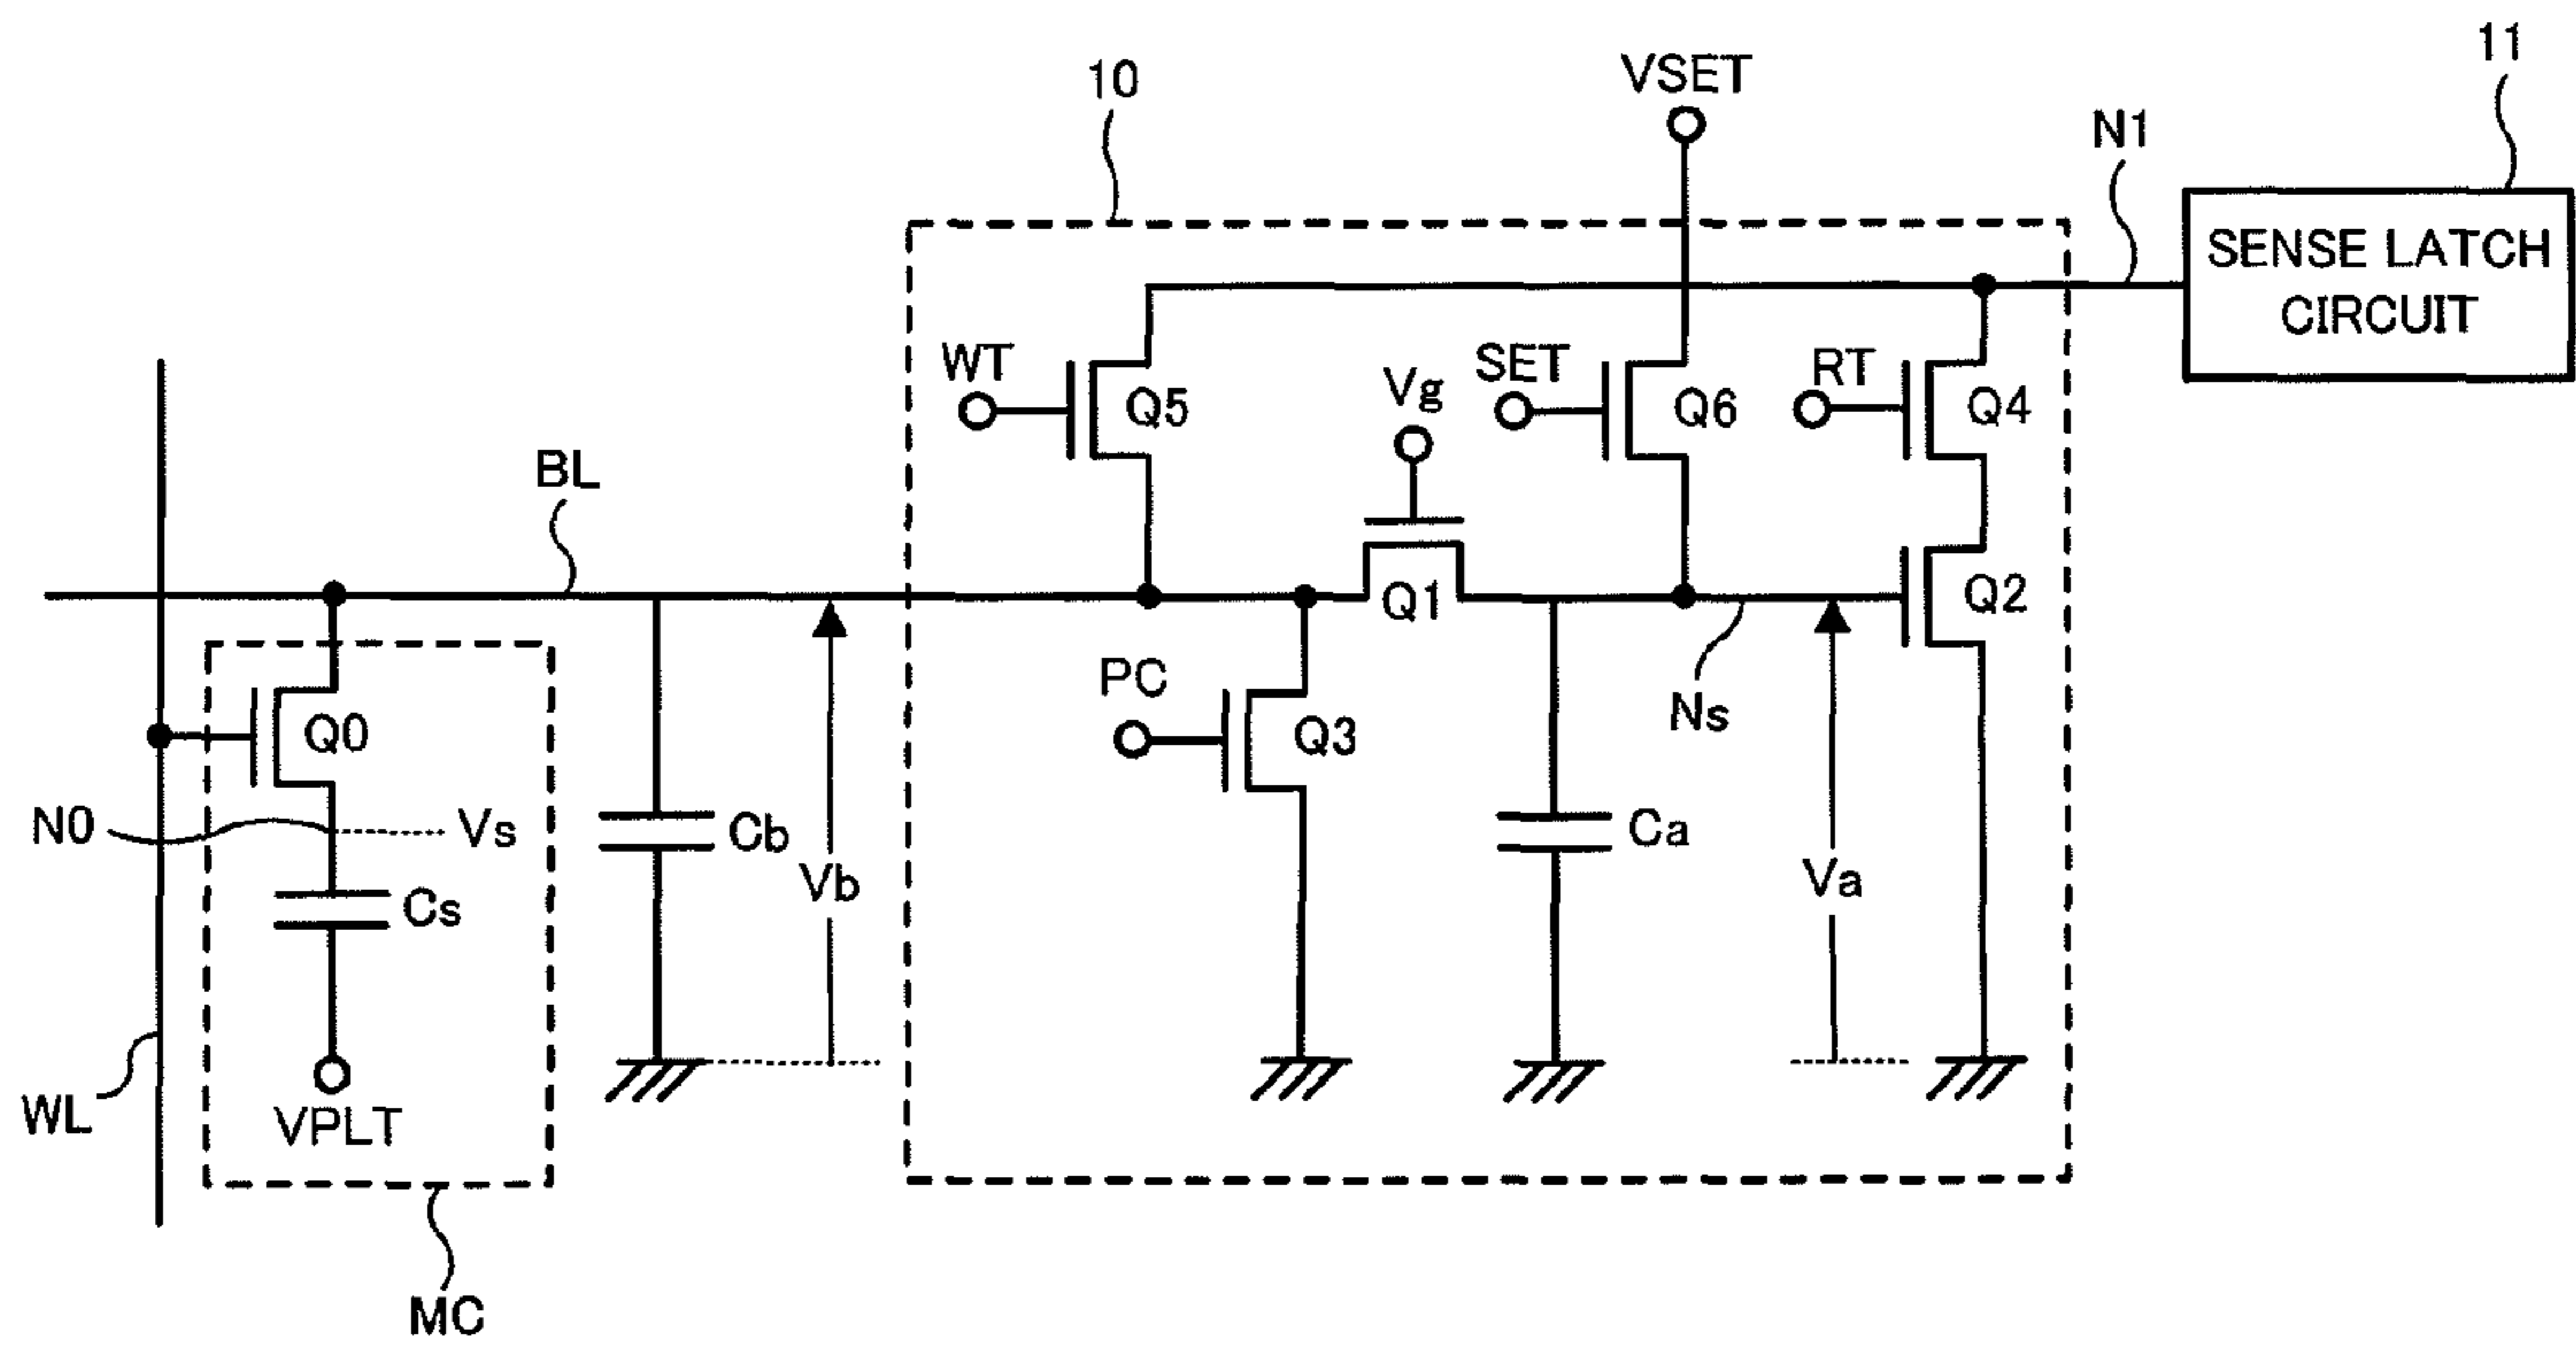 11
10
VSET
N1
SENSE LATCH
CIRCUIT
WT
Q5
Vg
SET
Q6
RT
Q4
BL
Q1
Q2
PC
Q3
Ns
Q0
N0
Vs
Cb
Vb
Ca
Va
Cs
WL
VPLT
MC